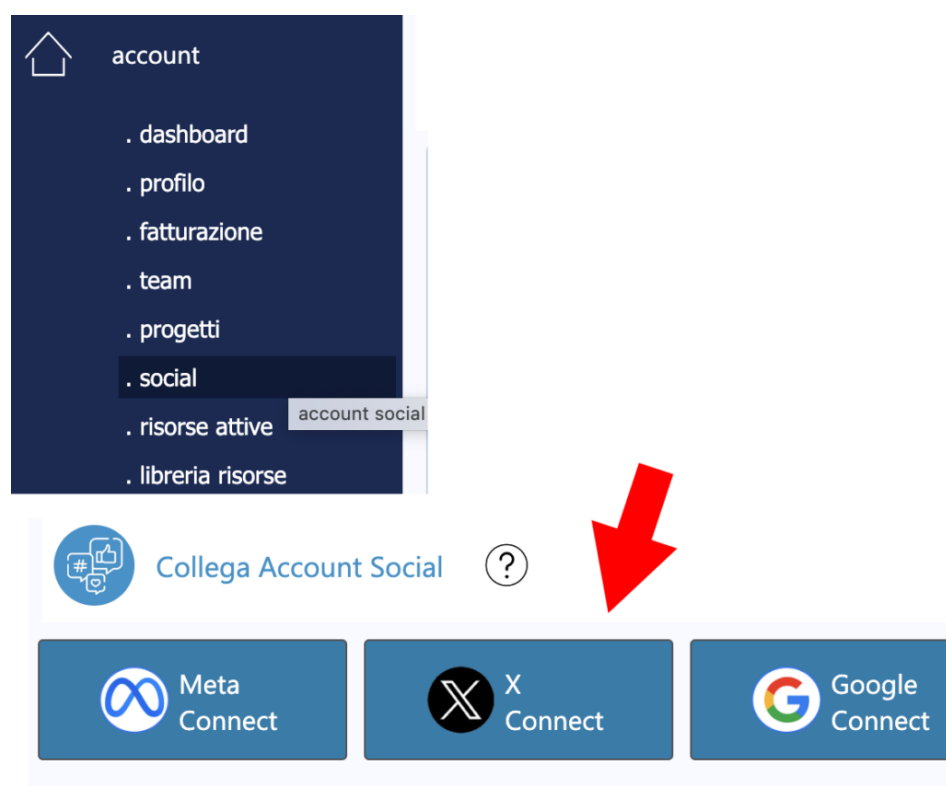 account
. dashboard
. profilo
. fatturazione
. team
. progetti
. social
account social
. risorse attive
. libreria risorse
#
Collega Account Social ?
Meta
Connect
X
Connect
Google
Connect